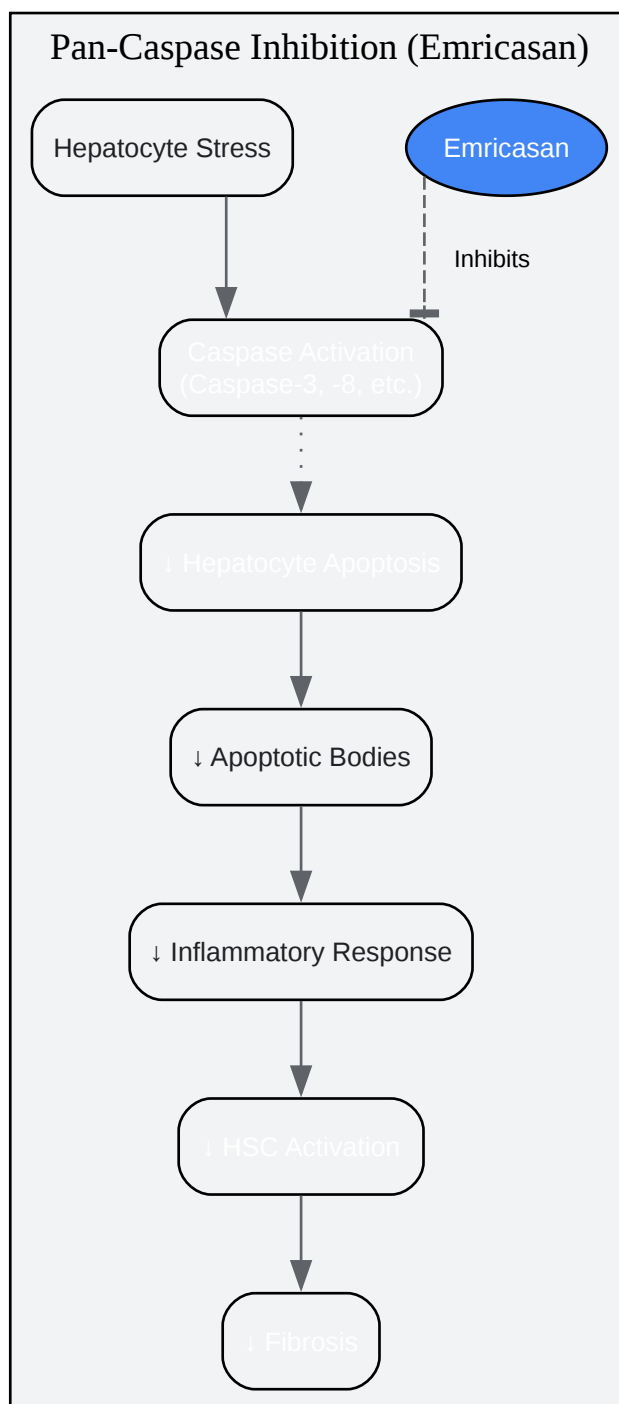 Pan-Caspase Inhibition (Emricasan)
Hepatocyte Stress
Emricasan
Inhibits
Caspase Activation
(Caspase-3, -8, etc.)
↓ Hepatocyte Apoptosis
↓ Apoptotic Bodies
↓ Inflammatory Response
↓ HSC Activation
↓ Fibrosis